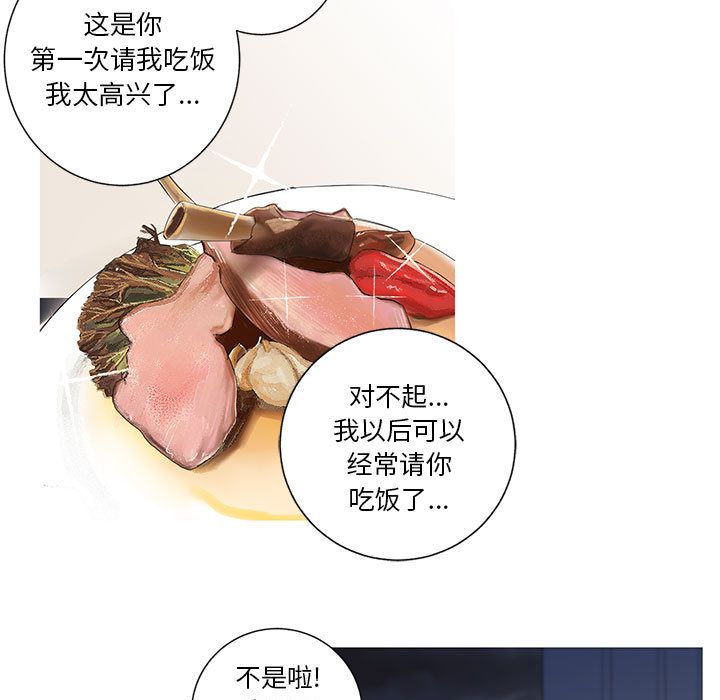 这是你
第一次请我吃饭
我太高兴了...
对不起...
我以后可以
经常请你
吃饭了...
不是啦!